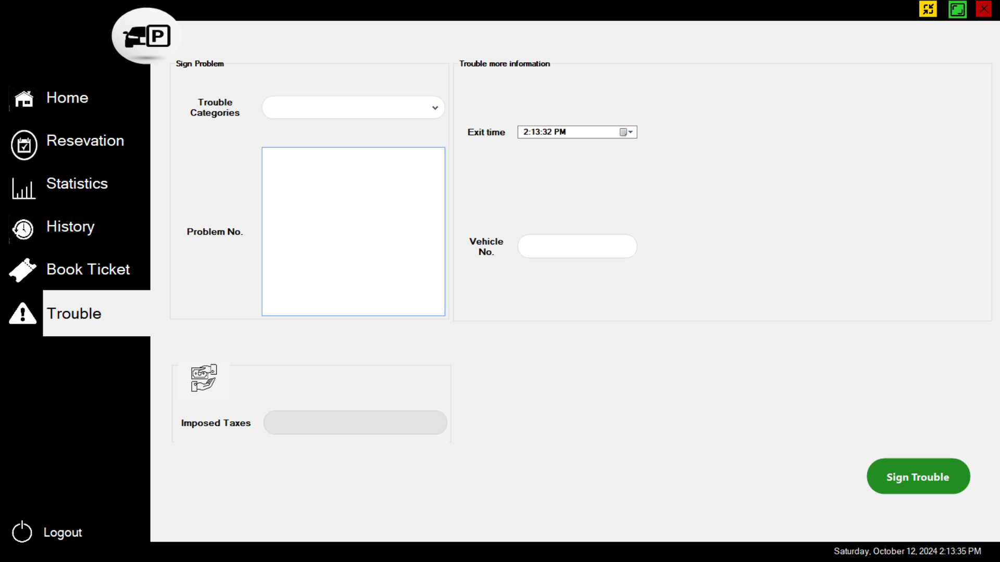 P
Home
Resevation
Statistics
History
Book Ticket
Trouble
Logout
Sign Problem
Trouble
Categories
Problem No.
Trouble more information
Exit time
2:13:32 PM
Vehicle
No.
Imposed Taxes
Sign Trouble
Saturday, October 12, 2024 2:13:35 PM